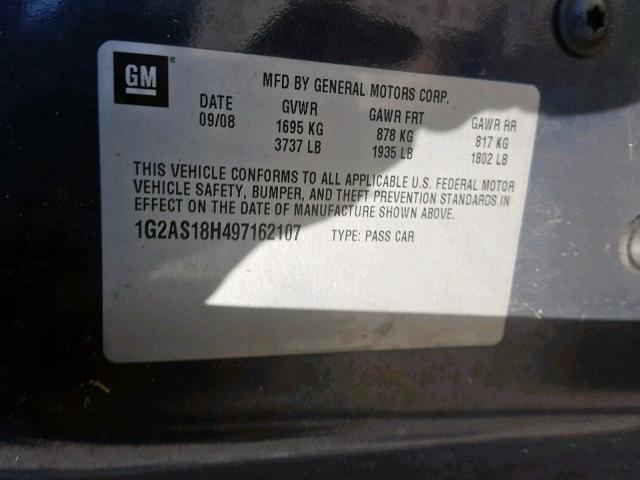 GM
®
MFD BY GENERAL MOTORS CORP.
DATE GVWR GAWR FRT GAWR RR
09/08 1695 KG 878 KG 817 KG
3737 LB 1935 LB 1802 LB
THIS VEHICLE CONFORMS TO ALL APPLICABLE U.S. FEDERAL MOTOR
VEHICLE SAFETY, BUMPER, AND THEFT PREVENTION STANDARDS IN
EFFECT ON THE DATE OF MANUFACTURE SHOWN ABOVE.
1G2AS18H497162107 TYPE: PASS CAR